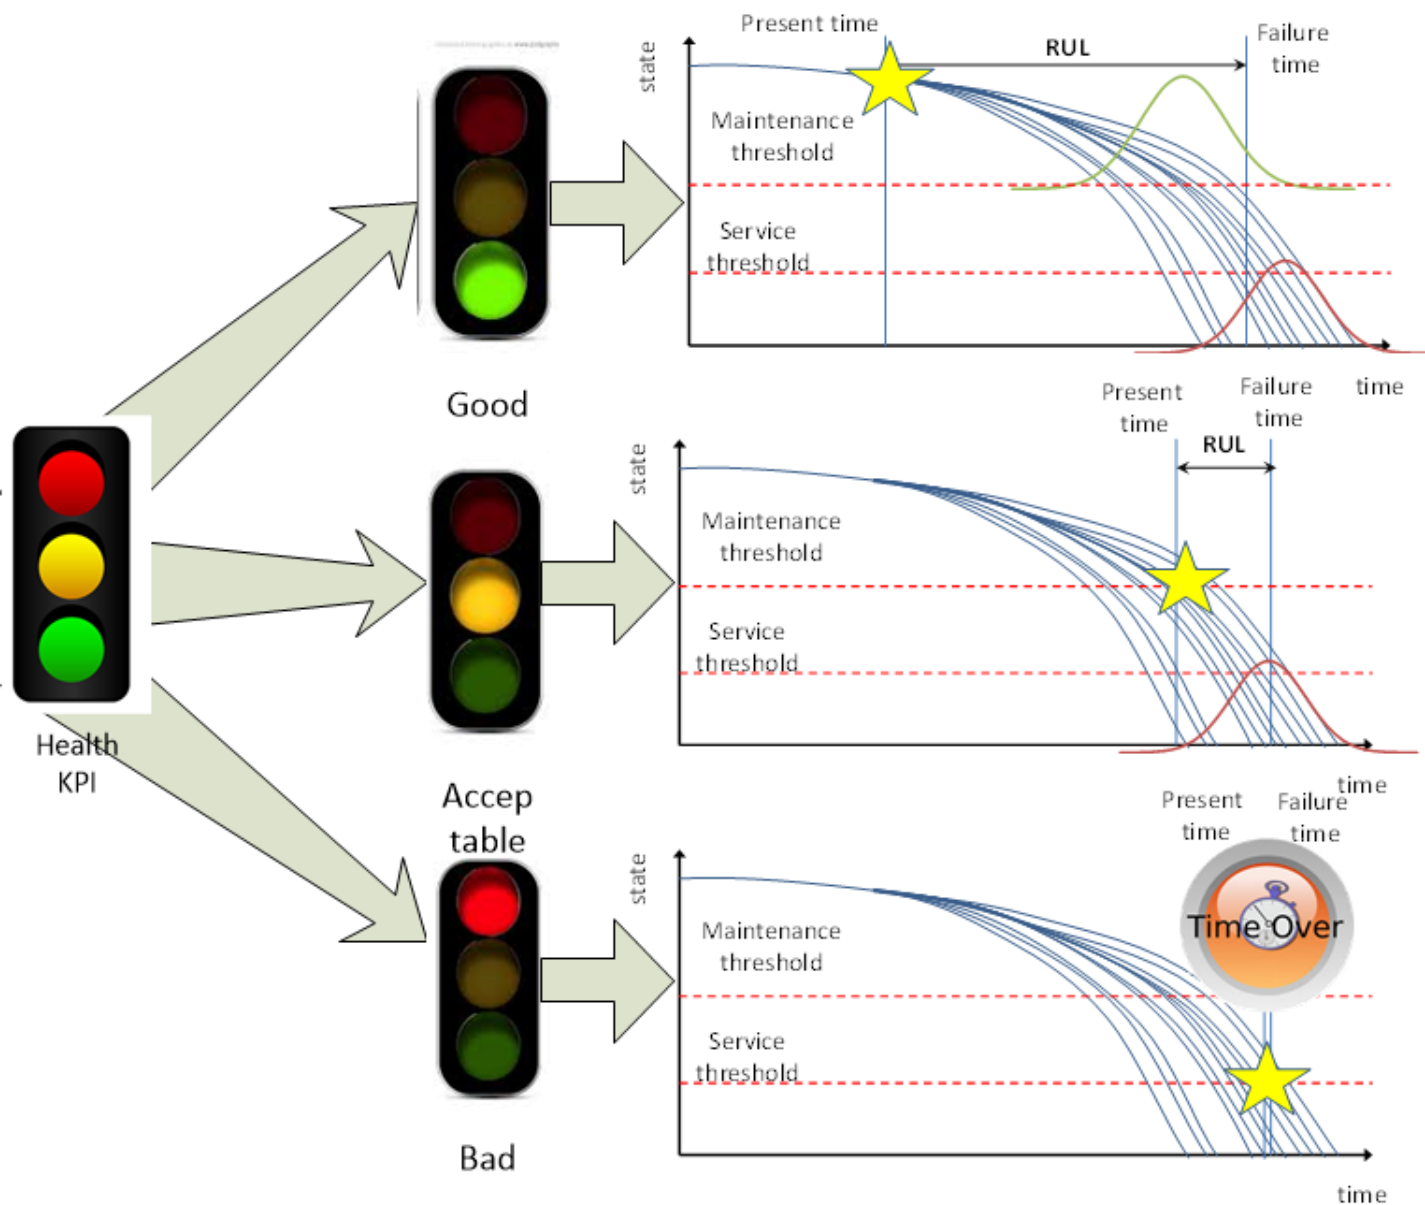 Present time
Failure
time
RUL
state
Maintenance
threshold
Service
threshold
time
Good
Present
time
Failure
time
RUL
state
Maintenance
threshold
Service
threshold
time
Health
KPI
Accep
table
Present
time
Failure
time
state
Time Over
Maintenance
threshold
Service
threshold
Bad
time